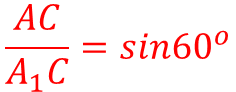 AC/A₁C = sin60°